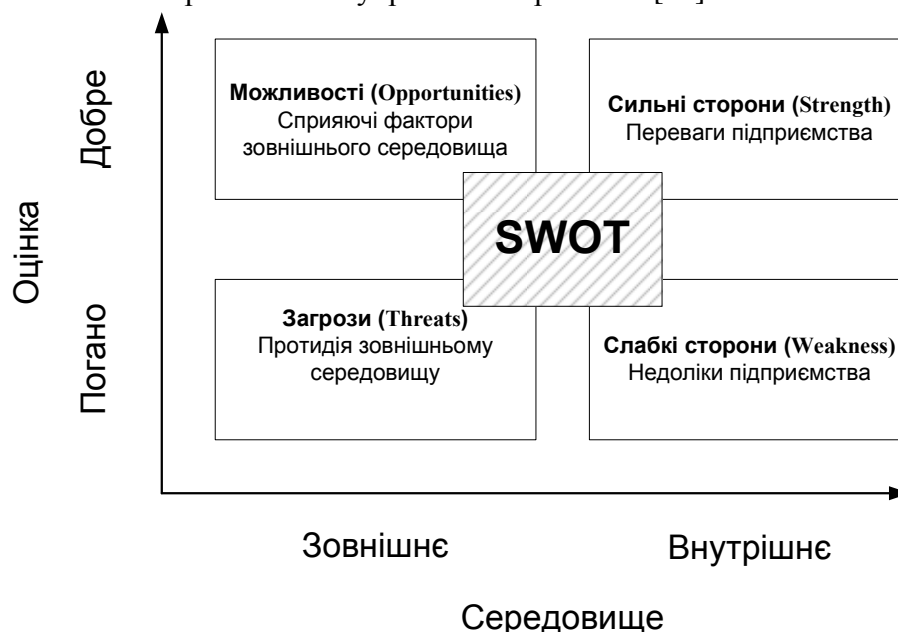 Добре
Можливості (Opportunities)
Сприяючі фактори
зовнішнього середовища
Сильні сторони (Strength)
Переваги підприємства
Оцінка
SWOT
Погано
Загрози (Threats)
Протидія зовнішньому
середовищу
Слабкі сторони (Weakness)
Недоліки підприємства
Зовнішнє
Внутрішнє
Середовище